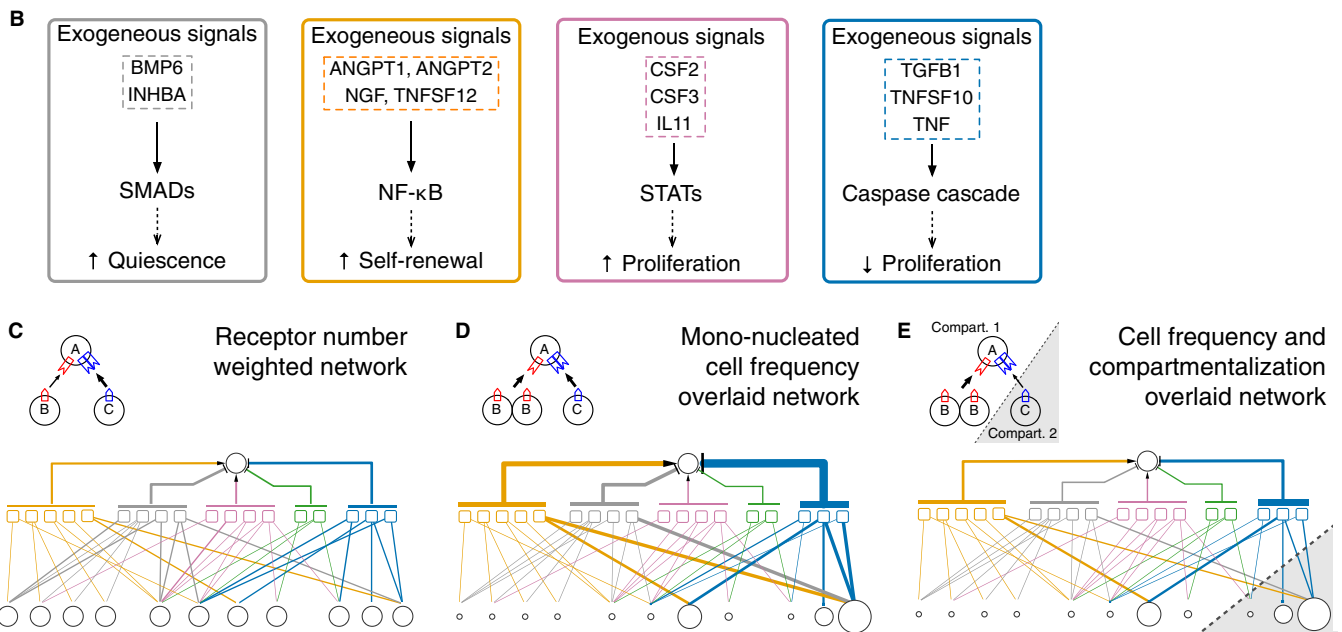 B
Exogeneous signals
BMP6
INHBA
SMADs
↑ Quiescence
Exogeneous signals
ANGPT1, ANGPT2
NGF, TNFSF12
NF-κB
↑ Self-renewal
Exogenous signals
CSF2
CSF3
IL11
STATs
↑ Proliferation
Exogeneous signals
TGFB1
TNFSF10
TNF
Caspase cascade
↓ Proliferation
C
A
B
C
Receptor number
weighted network
D
A
B
B
C
Mono-nucleated
cell frequency
overlaid network
E
Compart. 1
A
B
B
C
Compart. 2
Cell frequency and
compartmentalization
overlaid network